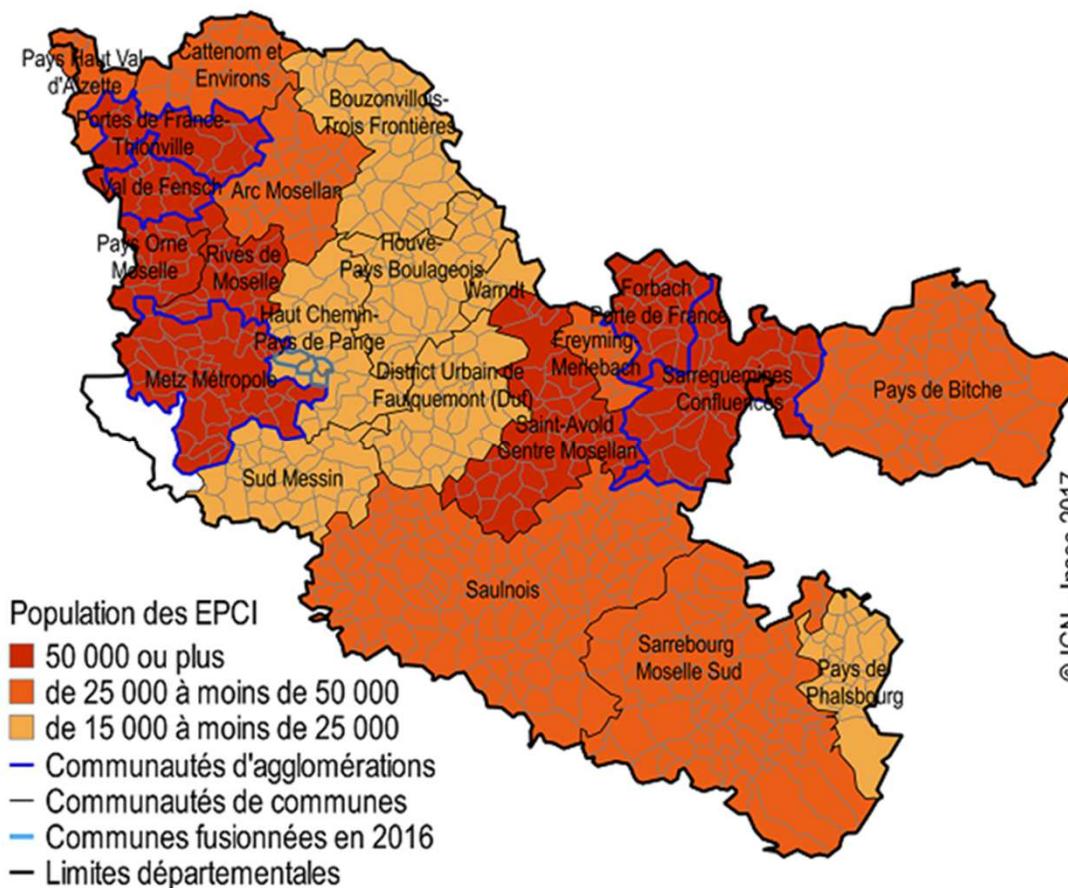 Pays Haut Val
d'Alzette
Cattenom et
Environs
Bouzonvillois-
Trois Frontières
Portes de France-
Thionville
Val de Fensch
Arc Mosellan
Pays Orne
Moselle
Rives de
Moselle
Houve-
Pays Boulageois
Warndt
Haut Chemin-
Pays de Pange
Forbach
Porte de France
Freyming-
Merlebach
Metz Métropole
District Urbain de
Fauquemont (Duf)
Sarreguemines
Confluences
Pays de Bitche
Saint-Avold
Centre Mosellan
Sud Messin
Saulnois
Sarrebourg
Moselle Sud
Pays de
Phalsbourg
Population des EPCI
50 000 ou plus
de 25 000 à moins de 50 000
de 15 000 à moins de 25 000
Communautés d'agglomérations
Communautés de communes
Communes fusionnées en 2016
Limites départementales
© IGN - Insee 2017